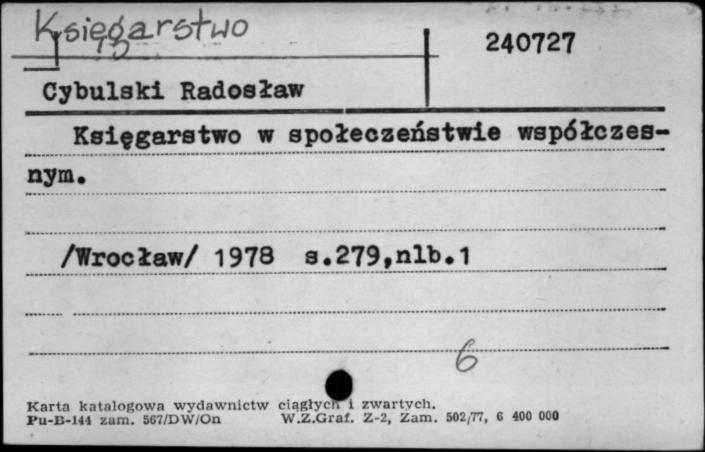 Księgarstwo
240727
Cybulski Radosław
Księgarstwo w społeczeństwie współczes-
nym.
/Wrocław/ 1978 s.279,nlb.1
6
Karta katalogowa wydawnictw ciągłych i zwartych.
Pu-B-144 zam. 567/DW/On W.Z.Graf. Z-2, Zam. 502/77, 6 400 000